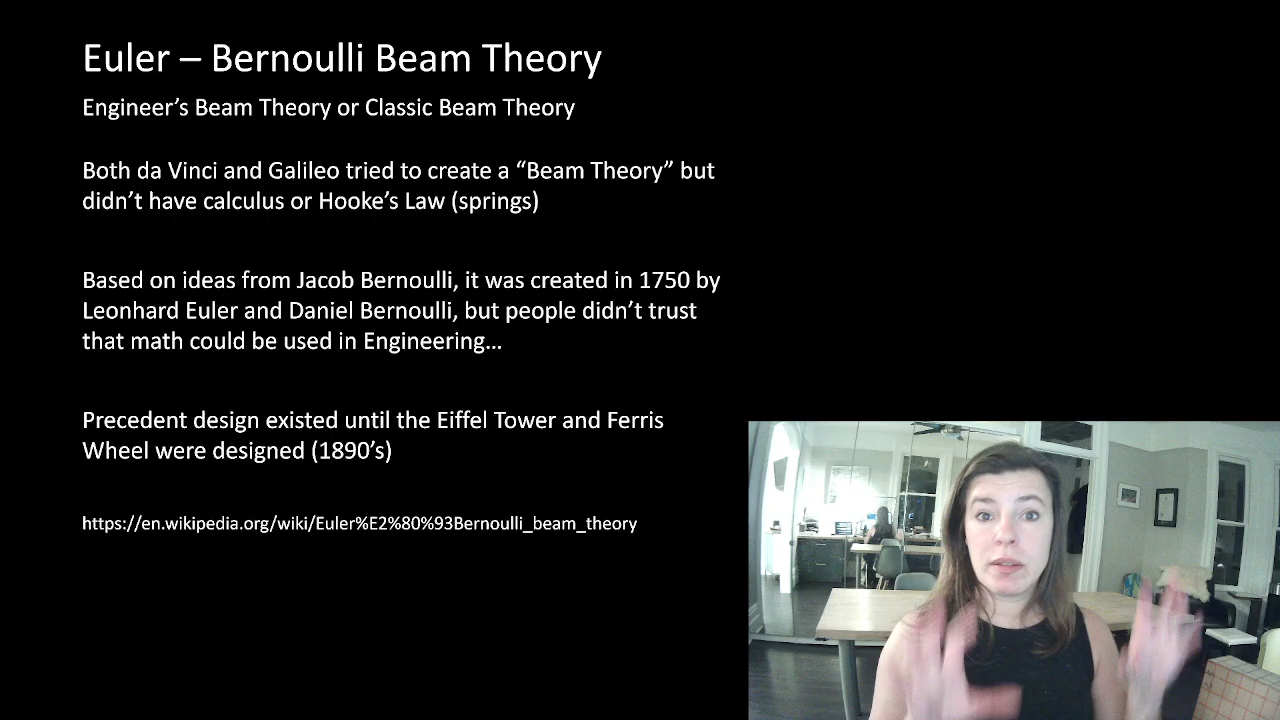 Euler – Bernoulli Beam Theory
Engineer’s Beam Theory or Classic Beam Theory
Both da Vinci and Galileo tried to create a “Beam Theory” but
didn’t have calculus or Hooke’s Law (springs)
Based on ideas from Jacob Bernoulli, it was created in 1750 by
Leonhard Euler and Daniel Bernoulli, but people didn’t trust
that math could be used in Engineering…
Precedent design existed until the Eiffel Tower and Ferris
Wheel were designed (1890’s)
https://en.wikipedia.org/wiki/Euler%E2%80%93Bernoulli_beam_theory